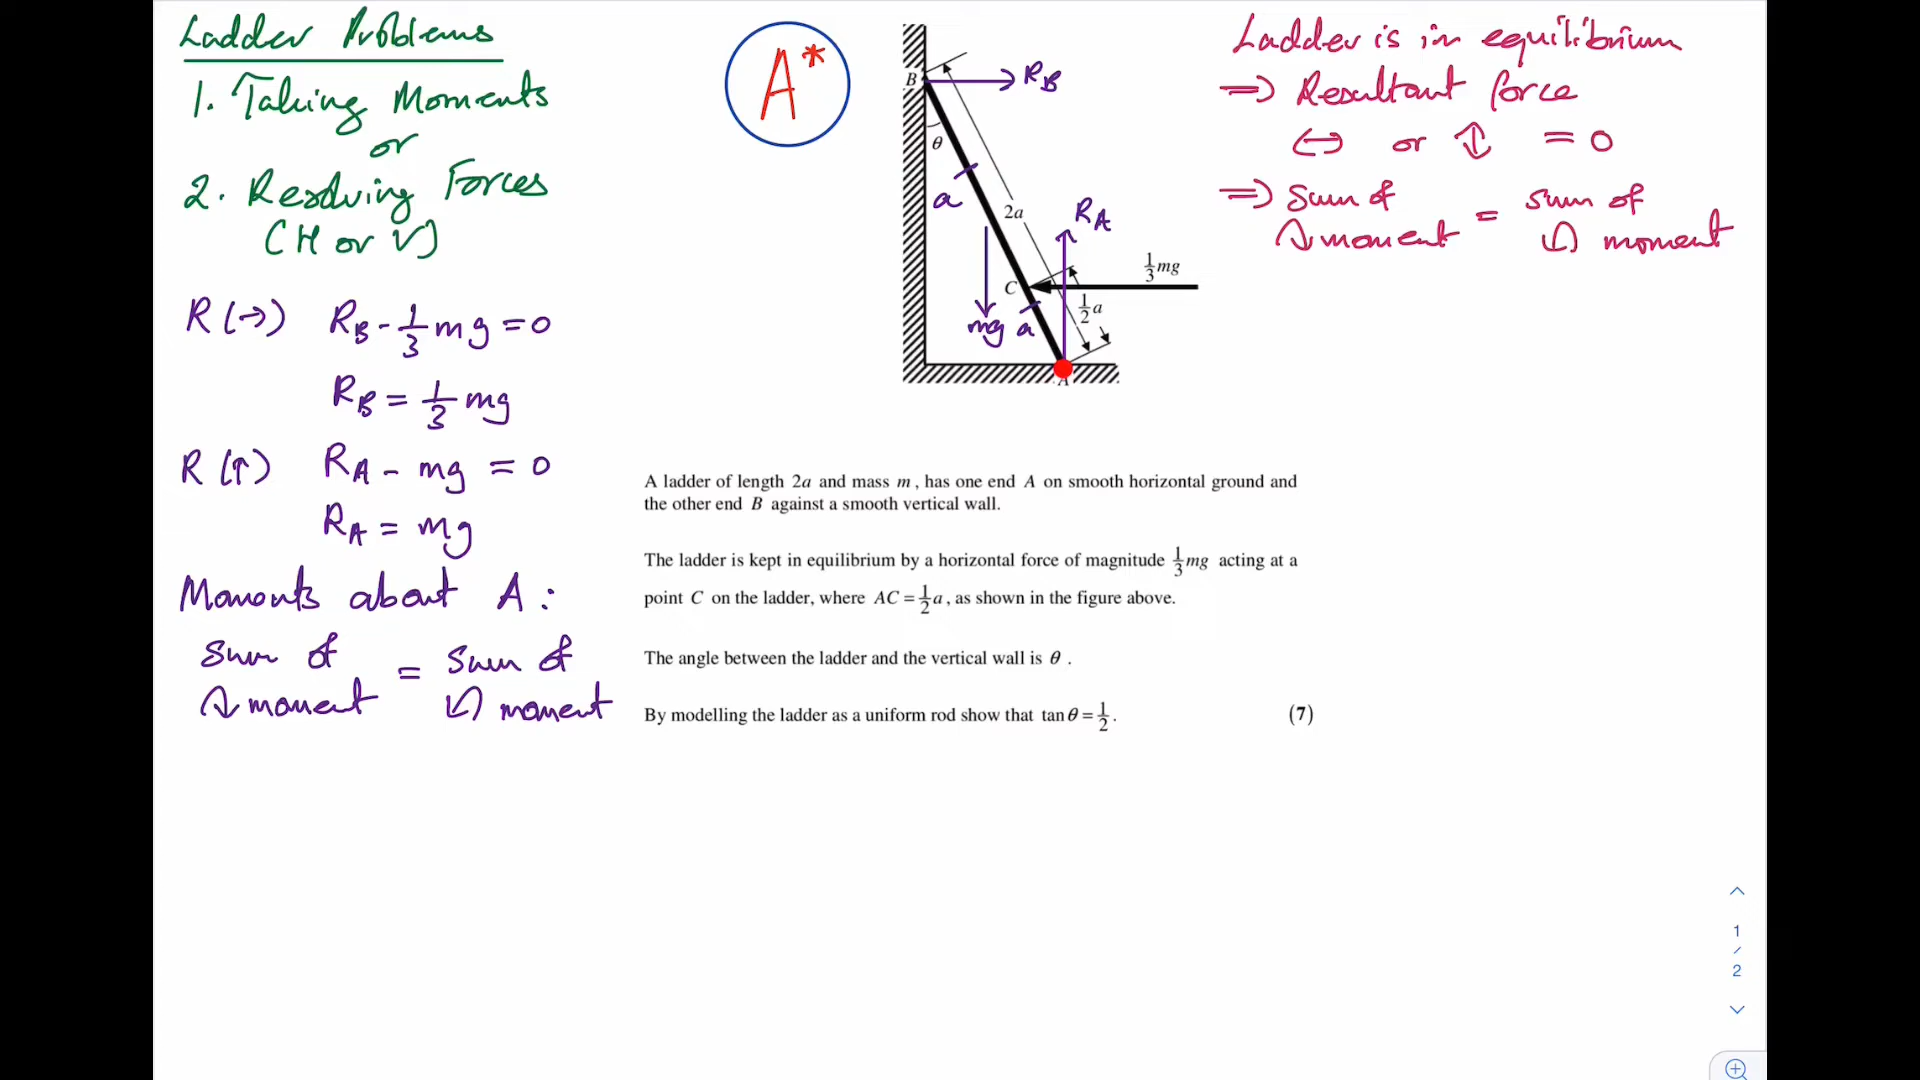 Ladder Problems
1. Taking Moments
or
2. Resolving Forces
(H or V)
R(→) R_B - 1/3 mg = 0
R_B = 1/3 mg
R(↑) R_A - mg = 0
R_A = mg
Moments about A:
Sum of = Sum of
↻ moment ↺ moment
A*
B
R_B
θ
a
2a
R_A
1/3 mg
C
1/2 a
mg a
A
Ladder is in equilibrium
⇒ Resultant force
↔ or ↕ = 0
⇒ Sum of = sum of
↻ moment ↺ moment
A ladder of length 2a and mass m, has one end A on smooth horizontal ground and
the other end B against a smooth vertical wall.
The ladder is kept in equilibrium by a horizontal force of magnitude 1/3 mg acting at a
point C on the ladder, where AC = 1/2 a, as shown in the figure above.
The angle between the ladder and the vertical wall is θ.
By modelling the ladder as a uniform rod show that tan θ = 1/2. (7)
1
/
2